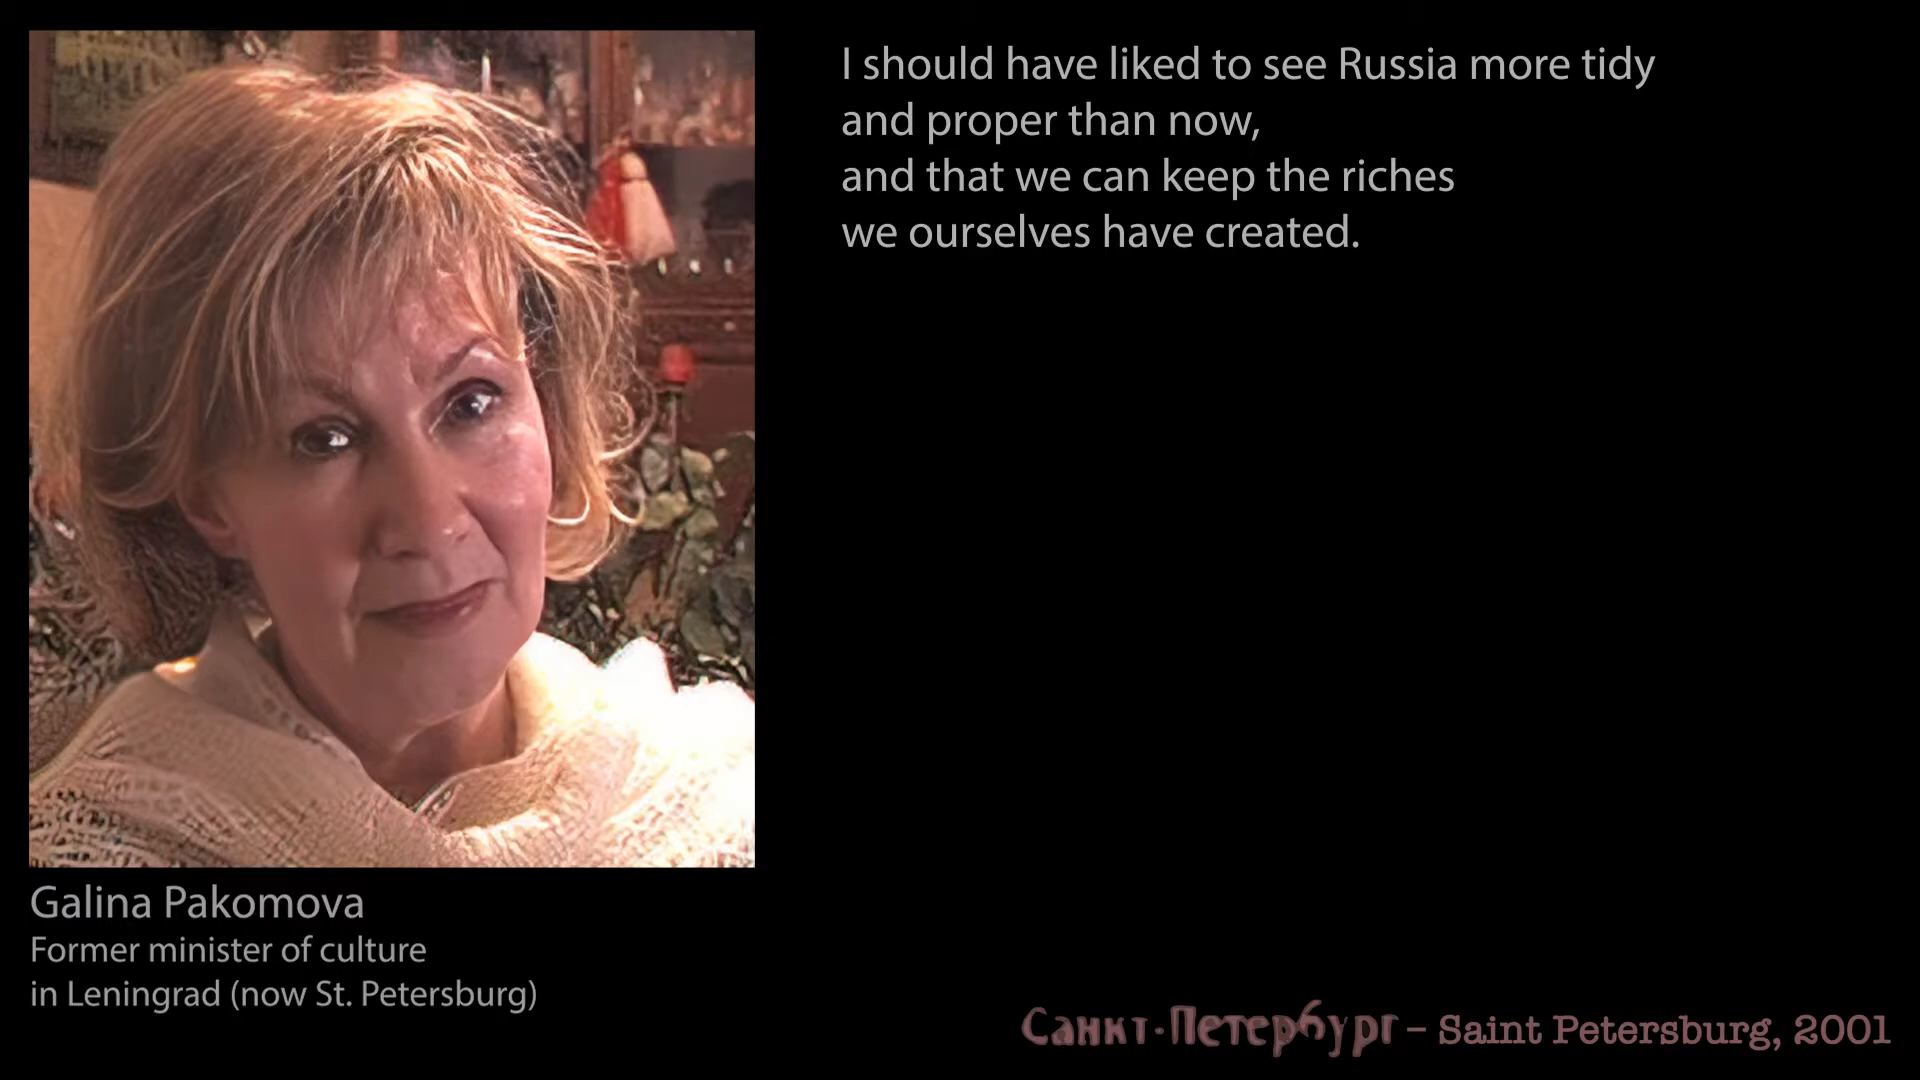 I should have liked to see Russia more tidy
and proper than now,
and that we can keep the riches
we ourselves have created.
Galina Pakomova
Former minister of culture
in Leningrad (now St. Petersburg)
Санкт-Петербург – Saint Petersburg, 2001